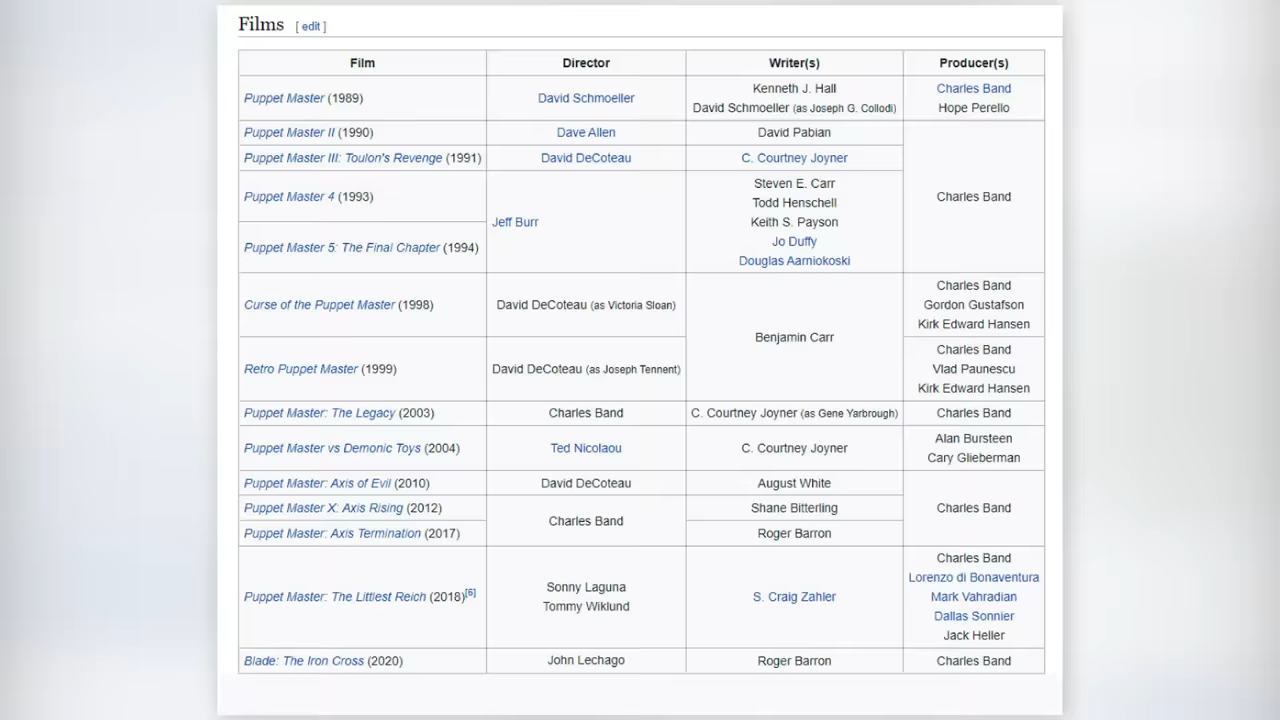 Films [ edit ]
Film Director Writer(s) Producer(s)
Puppet Master (1989) David Schmoeller Kenneth J. Hall Charles Band
David Schmoeller (as Joseph G. Collodi) Hope Perello
Puppet Master II (1990) Dave Allen David Pabian Charles Band
Puppet Master III: Toulon's Revenge (1991) David DeCoteau C. Courtney Joyner
Puppet Master 4 (1993) Jeff Burr Steven E. Carr
Todd Henschell
Keith S. Payson
Jo Duffy
Douglas Aarniokoski
Puppet Master 5: The Final Chapter (1994)
Curse of the Puppet Master (1998) David DeCoteau (as Victoria Sloan) Benjamin Carr Charles Band
Gordon Gustafson
Kirk Edward Hansen
Retro Puppet Master (1999) David DeCoteau (as Joseph Tennent) Charles Band
Vlad Paunescu
Kirk Edward Hansen
Puppet Master: The Legacy (2003) Charles Band C. Courtney Joyner (as Gene Yarbrough) Charles Band
Puppet Master vs Demonic Toys (2004) Ted Nicolaou C. Courtney Joyner Alan Bursteen
Cary Glieberman
Puppet Master: Axis of Evil (2010) David DeCoteau August White Charles Band
Puppet Master X: Axis Rising (2012) Charles Band Shane Bitterling
Puppet Master: Axis Termination (2017) Roger Barron
Puppet Master: The Littlest Reich (2018)[6] Sonny Laguna
Tommy Wiklund S. Craig Zahler Charles Band
Lorenzo di Bonaventura
Mark Vahradian
Dallas Sonnier
Jack Heller
Blade: The Iron Cross (2020) John Lechago Roger Barron Charles Band